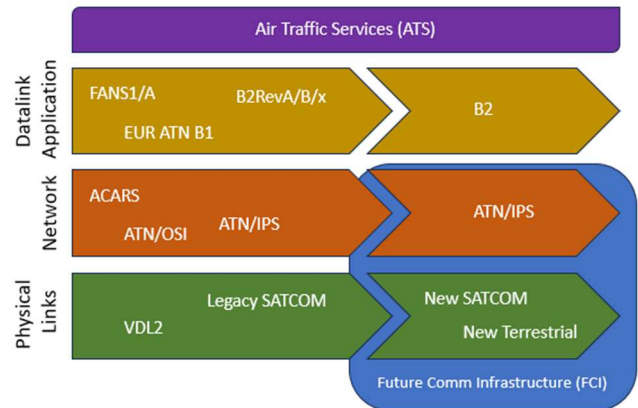 Air Traffic Services (ATS)
Datalink
Application
FANS1/A
B2RevA/B/x
EUR ATN B1
B2
Network
ACARS
ATN/OSI
ATN/IPS
ATN/IPS
Physical
Links
Legacy SATCOM
VDL2
New SATCOM
New Terrestrial
Future Comm Infrastructure (FCI)